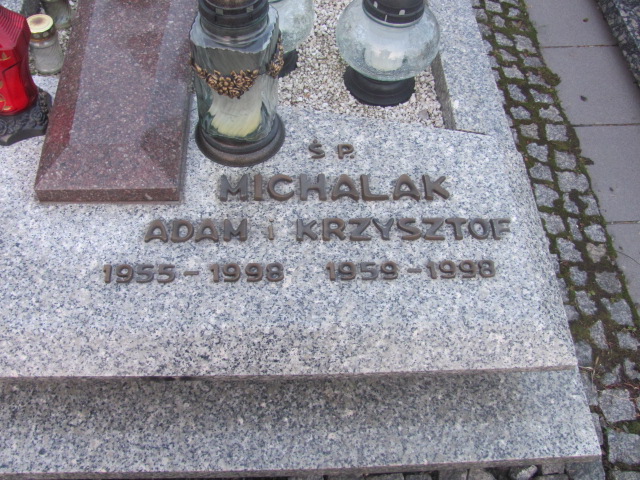 Ś.P.
MICHALAK
ADAM i KRZYSZTOF
1955-1998 1959-1998